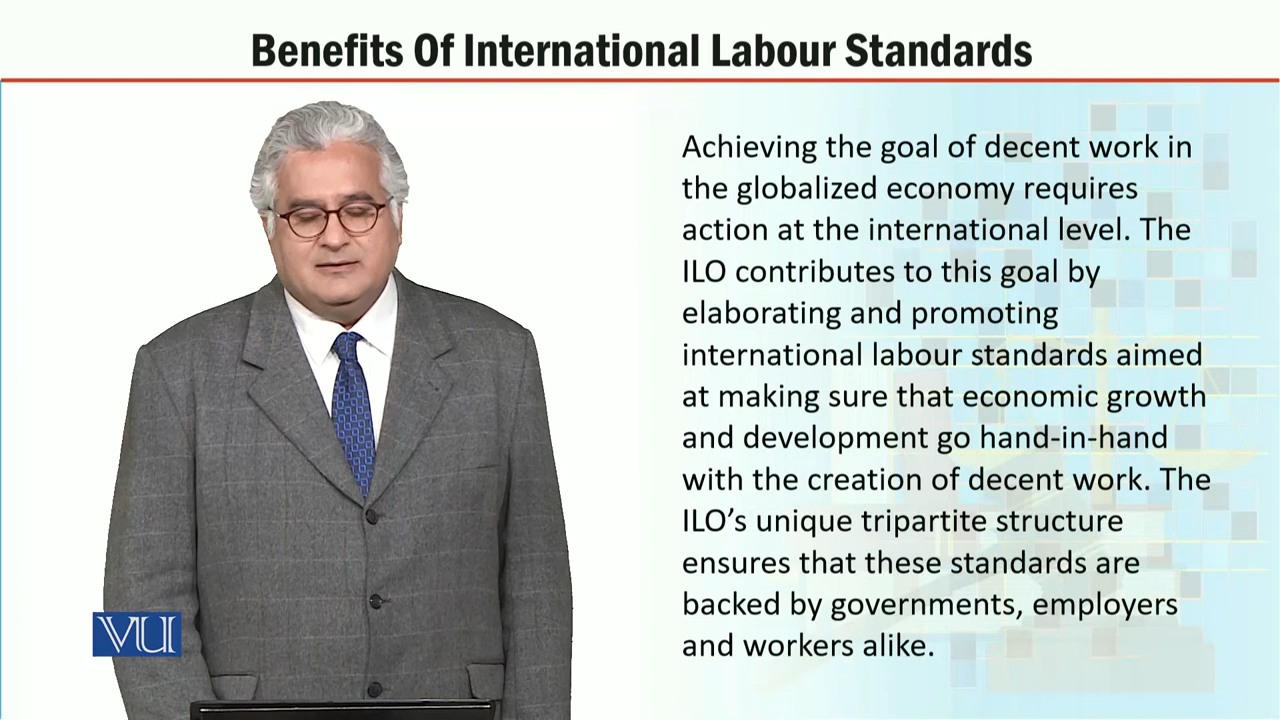 Benefits Of International Labour Standards
Achieving the goal of decent work in
the globalized economy requires
action at the international level. The
ILO contributes to this goal by
elaborating and promoting
international labour standards aimed
at making sure that economic growth
and development go hand-in-hand
with the creation of decent work. The
ILO’s unique tripartite structure
ensures that these standards are
backed by governments, employers
and workers alike.
VU